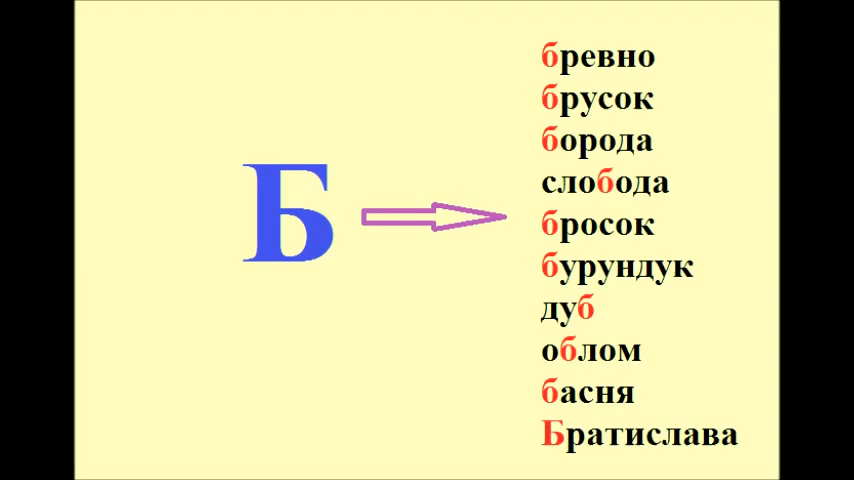 Б
бревно
брусок
борода
слобода
бросок
бурундук
дуб
облом
басня
Братислава